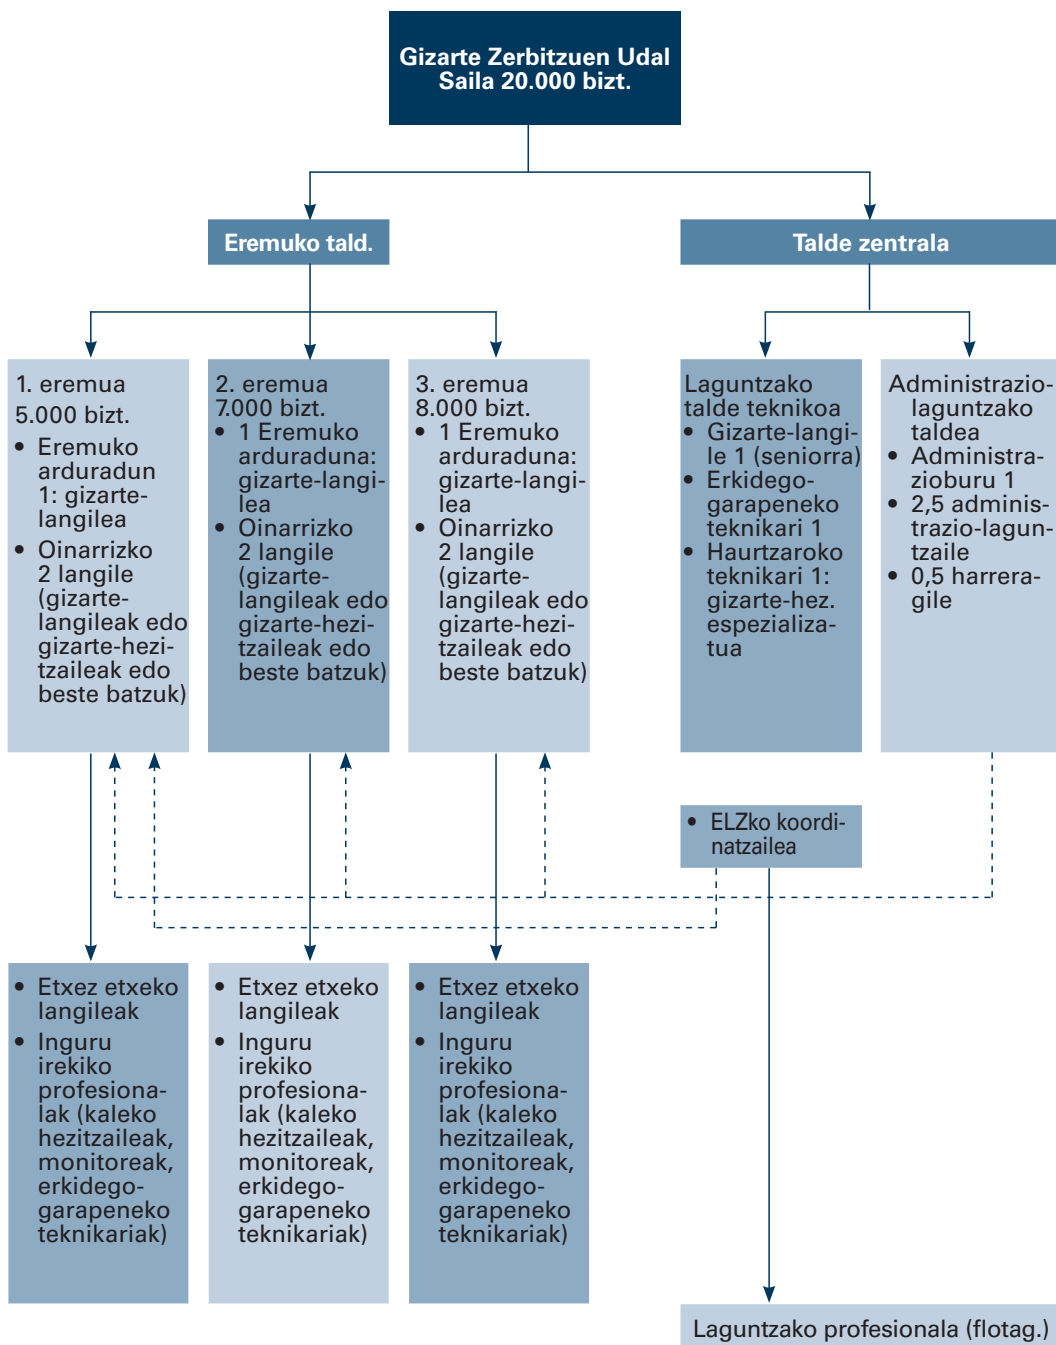 Gizarte Zerbitzuen Udal
Saila 20.000 bizt.
Eremuko tald.
Talde zentrala
1. eremua
5.000 bizt.
• Eremuko
arduradun
1: gizarte-
langilea
• Oinarrizko
2 langile
(gizarte-
langileak edo
gizarte-hezi-
tzaileak edo
beste batzuk)
2. eremua
7.000 bizt.
• 1 Eremuko
arduraduna:
gizarte-langi-
lea
• Oinarrizko
2 langile
(gizarte-
langileak edo
gizarte-hezi-
tzaileak edo
beste batzuk)
3. eremua
8.000 bizt.
• 1 Eremuko
arduraduna:
gizarte-langi-
lea
• Oinarrizko
2 langile
(gizarte-
langileak edo
gizarte-hezi-
tzaileak edo
beste batzuk)
Laguntzako
talde teknikoa
• Gizarte-langi-
le 1 (seniorra)
• Erkidego-
garapeneko
teknikari 1
• Haurtzaroko
teknikari 1:
gizarte-hez.
espezializa-
tua
Administrazio-
laguntzako
taldea
• Administra-
zioburu 1
• 2,5 adminis-
trazio-lagun-
tzaile
• 0,5 harrera-
gile
• ELZko koordi-
natzailea
• Etxez etxeko
langileak
• Inguru
irekiko
profesiona-
lak (kaleko
hezitzaileak,
monitoreak,
erkidego-
garapeneko
teknikariak)
• Etxez etxeko
langileak
• Inguru
irekiko
profesiona-
lak (kaleko
hezitzaileak,
monitoreak,
erkidego-
garapeneko
teknikariak)
• Etxez etxeko
langileak
• Inguru
irekiko
profesiona-
lak (kaleko
hezitzaileak,
monitoreak,
erkidego-
garapeneko
teknikariak)
Laguntzako profesionala (flotag.)